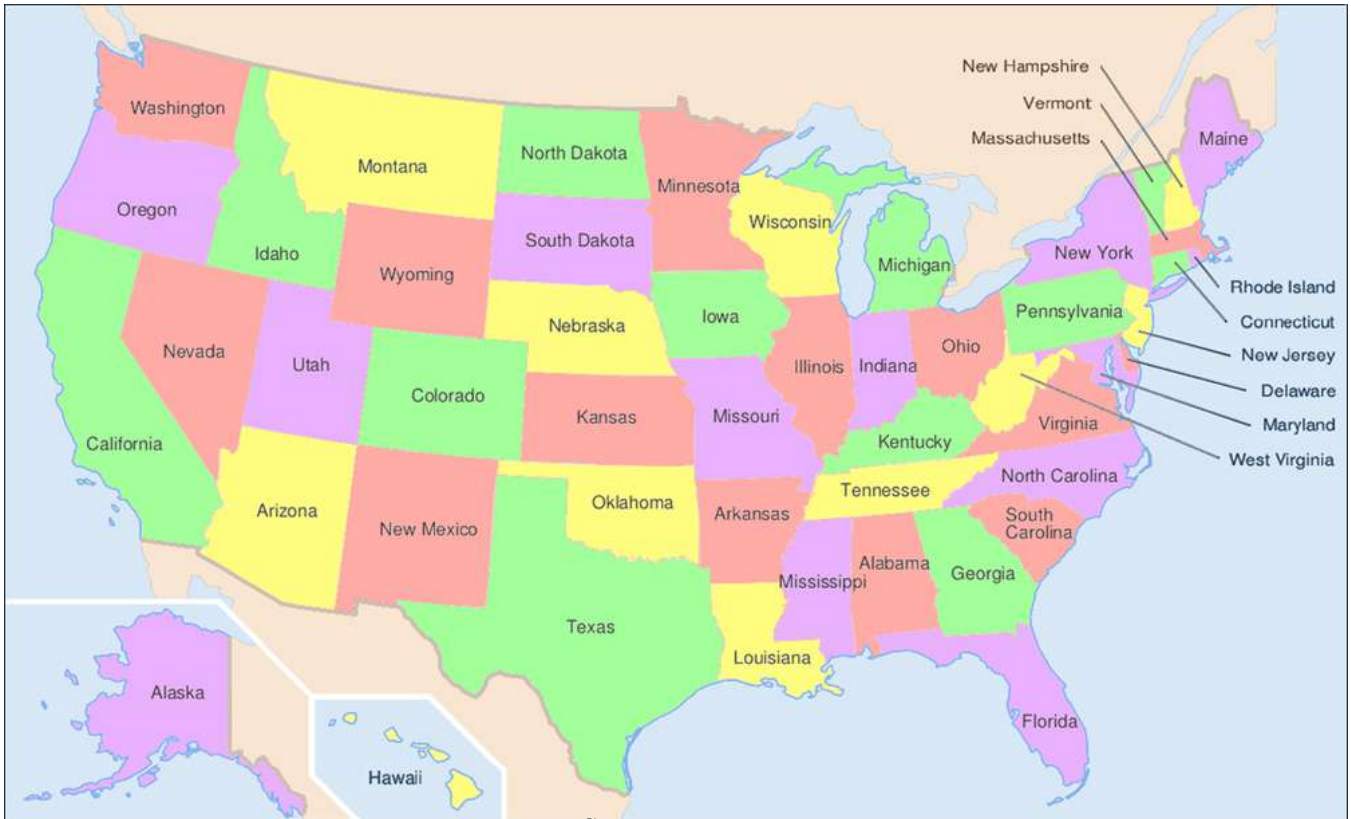 New Hampshire
Vermont
Massachusetts
Washington
Maine
Montana
North Dakota
Minnesota
Oregon
Wisconsin
South Dakota
Idaho
New York
Michigan
Wyoming
Rhode Island
Pennsylvania
Iowa
Connecticut
Nebraska
Nevada
Ohio
New Jersey
Utah
Illinois
Indiana
Delaware
Colorado
Kansas
Missouri
Virginia
Maryland
California
Kentucky
West Virginia
North Carolina
Tennessee
Oklahoma
Arizona
Arkansas
South
Carolina
New Mexico
Alabama
Georgia
Mississippi
Texas
Louisiana
Alaska
Florida
Hawaii